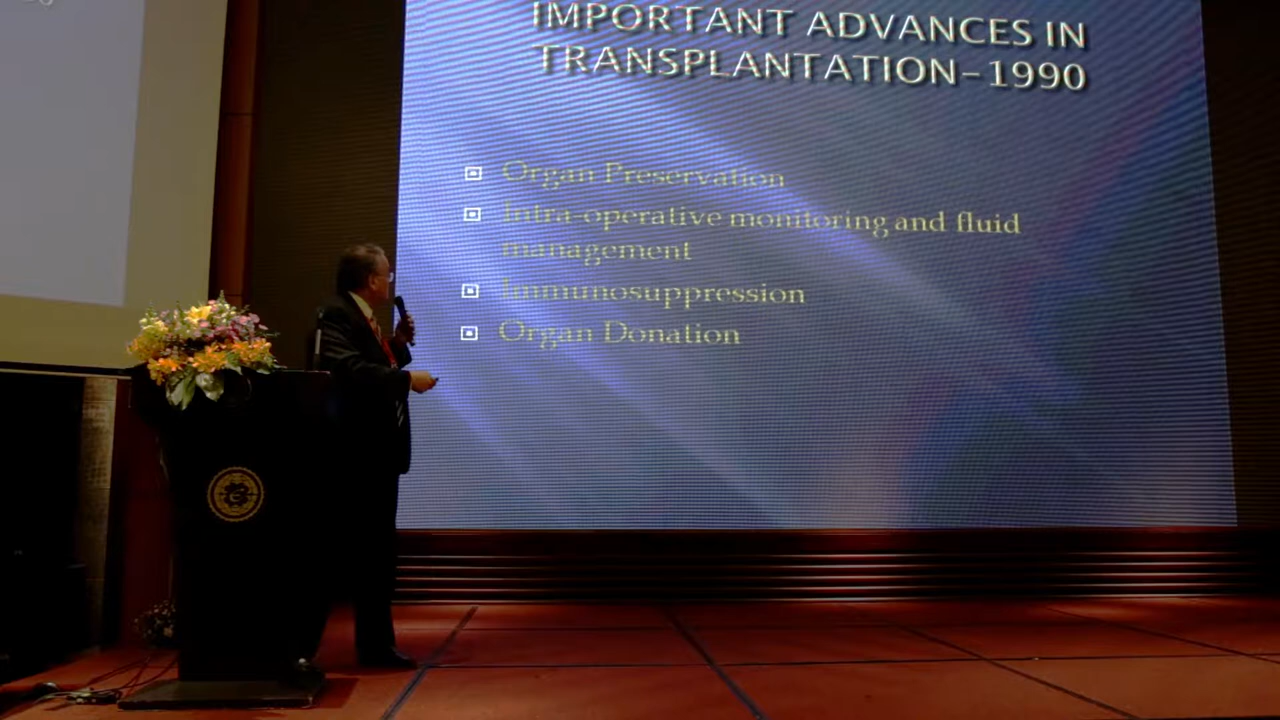 IMPORTANT ADVANCES IN
TRANSPLANTATION-1990
Organ Preservation
Intra-operative monitoring and fluid
management
Immunosuppression
Organ Donation